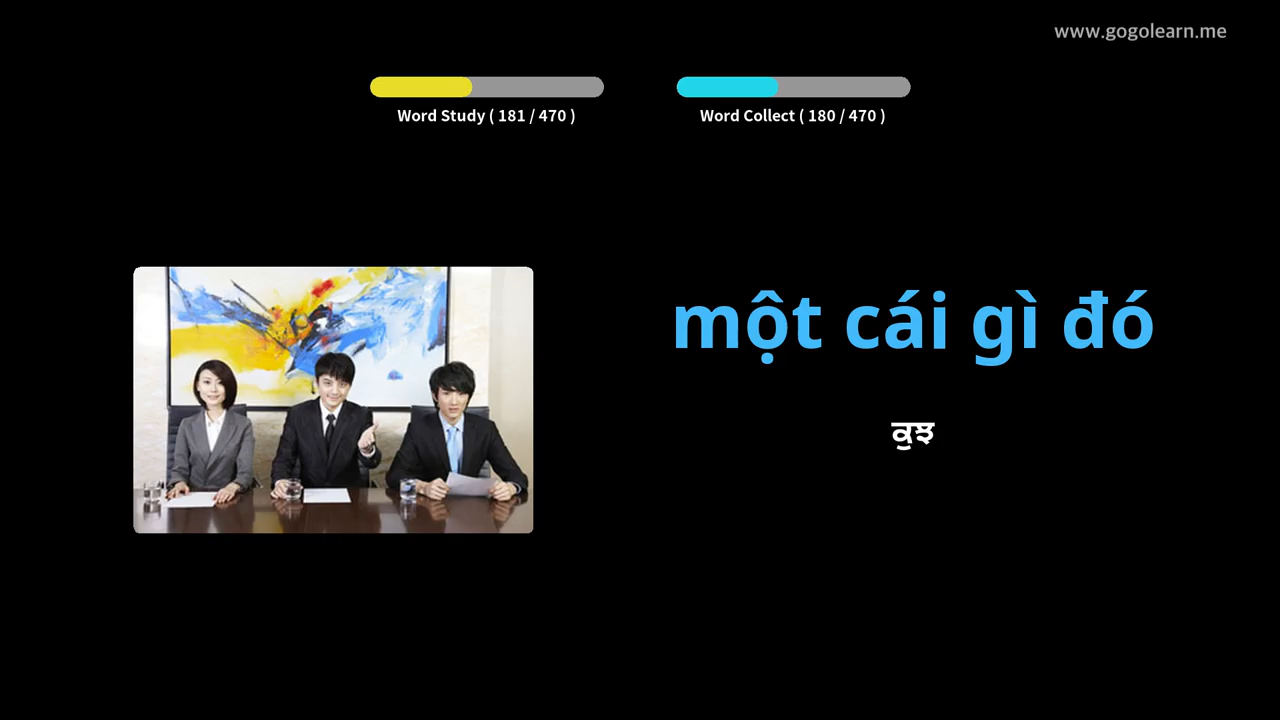 www.gogolearn.me
Word Study ( 181 / 470 )
Word Collect ( 180 / 470 )
một cái gì đó
ਕੁਝ